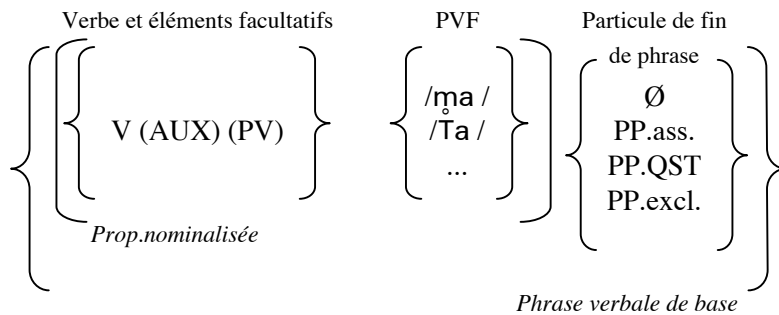 Verbe et éléments facultatifs PVF Particule de fin de phrase
V (AUX) (PV)
/m̥a /
/Ta /
...
Ø
PP.ass.
PP.QST
PP.excl.
Prop.nominalisée
Phrase verbale de base